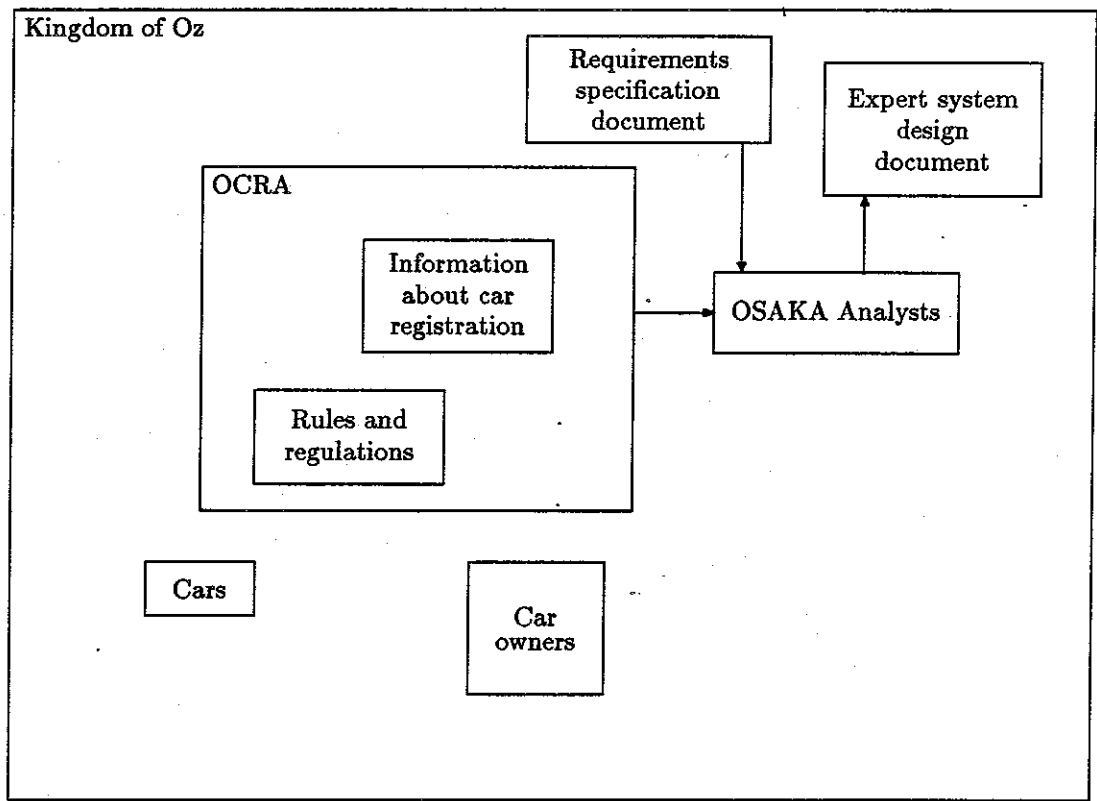 Kingdom of Oz
Requirements
specification
document
Expert system
design
document
OCRA
Information
about car
registration
OSAKA Analysts
Rules and
regulations
Cars
Car
owners